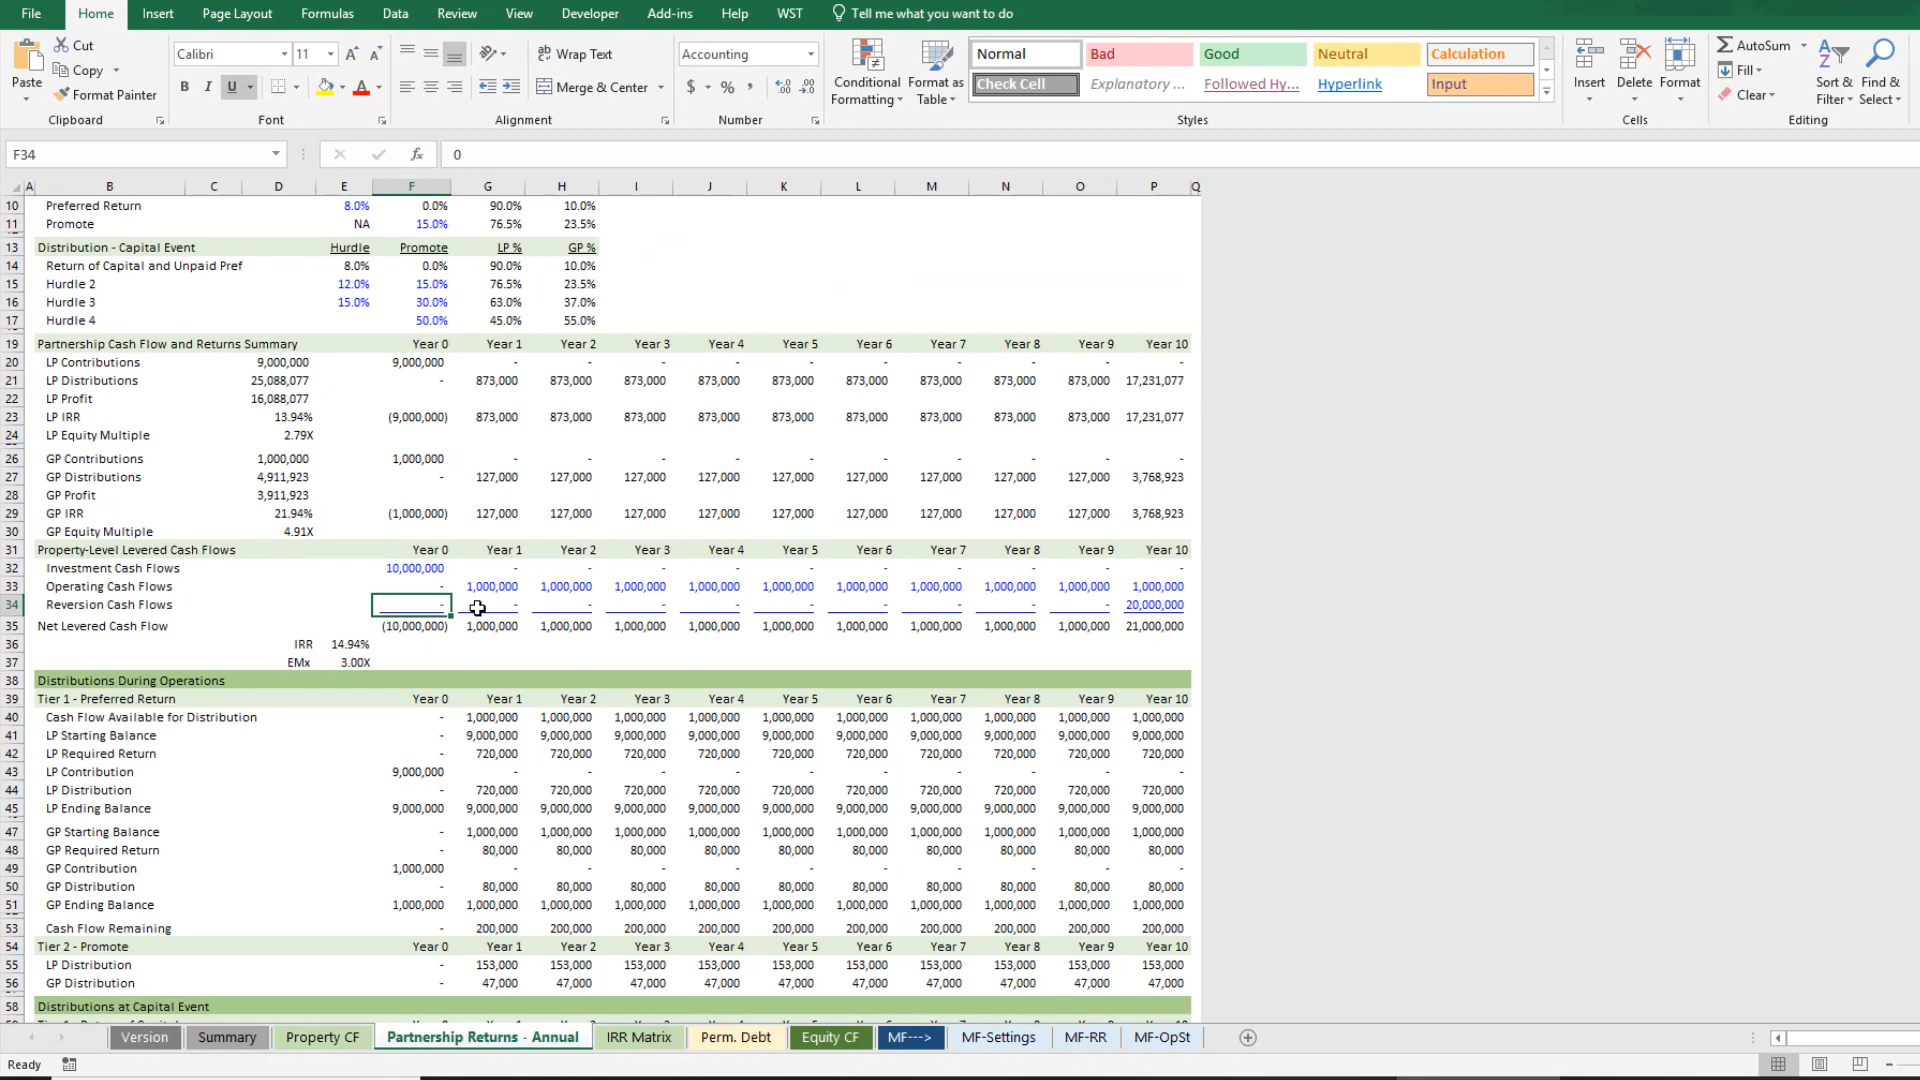 File Home Insert Page Layout Formulas Data Review View Developer Add-ins Help WST Tell me what you want to do
Paste Cut Copy Format Painter Clipboard
Calibri 11 B I U A Font
ab Wrap Text Merge & Center Alignment
Accounting $ % , Number
Conditional Formatting Format as Table
Normal Bad Good Neutral Calculation
Check Cell Explanatory ... Followed Hy... Hyperlink Input
Styles
Insert Delete Format Cells
AutoSum Fill Clear Sort & Filter Find & Select Editing
F34 fx 0
A B C D E F G H I J K L M N O P Q
10 Preferred Return 8.0% 0.0% 90.0% 10.0%
11 Promote NA 15.0% 76.5% 23.5%
13 Distribution - Capital Event Hurdle Promote LP % GP %
14 Return of Capital and Unpaid Pref 8.0% 0.0% 90.0% 10.0%
15 Hurdle 2 12.0% 15.0% 76.5% 23.5%
16 Hurdle 3 15.0% 30.0% 63.0% 37.0%
17 Hurdle 4 50.0% 45.0% 55.0%
19 Partnership Cash Flow and Returns Summary Year 0 Year 1 Year 2 Year 3 Year 4 Year 5 Year 6 Year 7 Year 8 Year 9 Year 10
20 LP Contributions 9,000,000 9,000,000 - - - - - - - - - -
21 LP Distributions 25,088,077 - 873,000 873,000 873,000 873,000 873,000 873,000 873,000 873,000 873,000 17,231,077
22 LP Profit 16,088,077
23 LP IRR 13.94% (9,000,000) 873,000 873,000 873,000 873,000 873,000 873,000 873,000 873,000 873,000 17,231,077
24 LP Equity Multiple 2.79X
26 GP Contributions 1,000,000 1,000,000 - - - - - - - - - -
27 GP Distributions 4,911,923 - 127,000 127,000 127,000 127,000 127,000 127,000 127,000 127,000 127,000 3,768,923
28 GP Profit 3,911,923
29 GP IRR 21.94% (1,000,000) 127,000 127,000 127,000 127,000 127,000 127,000 127,000 127,000 127,000 3,768,923
30 GP Equity Multiple 4.91X
31 Property-Level Levered Cash Flows Year 0 Year 1 Year 2 Year 3 Year 4 Year 5 Year 6 Year 7 Year 8 Year 9 Year 10
32 Investment Cash Flows 10,000,000 - - - - - - - - - -
33 Operating Cash Flows - 1,000,000 1,000,000 1,000,000 1,000,000 1,000,000 1,000,000 1,000,000 1,000,000 1,000,000 1,000,000
34 Reversion Cash Flows - - - - - - - - - - 20,000,000
35 Net Levered Cash Flow (10,000,000) 1,000,000 1,000,000 1,000,000 1,000,000 1,000,000 1,000,000 1,000,000 1,000,000 1,000,000 21,000,000
36 IRR 14.94%
37 EMx 3.00X
38 Distributions During Operations
39 Tier 1 - Preferred Return Year 0 Year 1 Year 2 Year 3 Year 4 Year 5 Year 6 Year 7 Year 8 Year 9 Year 10
40 Cash Flow Available for Distribution - 1,000,000 1,000,000 1,000,000 1,000,000 1,000,000 1,000,000 1,000,000 1,000,000 1,000,000 1,000,000
41 LP Starting Balance - 9,000,000 9,000,000 9,000,000 9,000,000 9,000,000 9,000,000 9,000,000 9,000,000 9,000,000 9,000,000
42 LP Required Return - 720,000 720,000 720,000 720,000 720,000 720,000 720,000 720,000 720,000 720,000
43 LP Contribution 9,000,000 - - - - - - - - - -
44 LP Distribution - 720,000 720,000 720,000 720,000 720,000 720,000 720,000 720,000 720,000 720,000
45 LP Ending Balance 9,000,000 9,000,000 9,000,000 9,000,000 9,000,000 9,000,000 9,000,000 9,000,000 9,000,000 9,000,000 9,000,000
47 GP Starting Balance - 1,000,000 1,000,000 1,000,000 1,000,000 1,000,000 1,000,000 1,000,000 1,000,000 1,000,000 1,000,000
48 GP Required Return - 80,000 80,000 80,000 80,000 80,000 80,000 80,000 80,000 80,000 80,000
49 GP Contribution 1,000,000 - - - - - - - - - -
50 GP Distribution - 80,000 80,000 80,000 80,000 80,000 80,000 80,000 80,000 80,000 80,000
51 GP Ending Balance 1,000,000 1,000,000 1,000,000 1,000,000 1,000,000 1,000,000 1,000,000 1,000,000 1,000,000 1,000,000 1,000,000
53 Cash Flow Remaining - 200,000 200,000 200,000 200,000 200,000 200,000 200,000 200,000 200,000 200,000
54 Tier 2 - Promote Year 0 Year 1 Year 2 Year 3 Year 4 Year 5 Year 6 Year 7 Year 8 Year 9 Year 10
55 LP Distribution - 153,000 153,000 153,000 153,000 153,000 153,000 153,000 153,000 153,000 153,000
56 GP Distribution - 47,000 47,000 47,000 47,000 47,000 47,000 47,000 47,000 47,000 47,000
58 Distributions at Capital Event
Version Summary Property CF Partnership Returns - Annual IRR Matrix Perm. Debt Equity CF MF---> MF-Settings MF-RR MF-OpSt
Ready